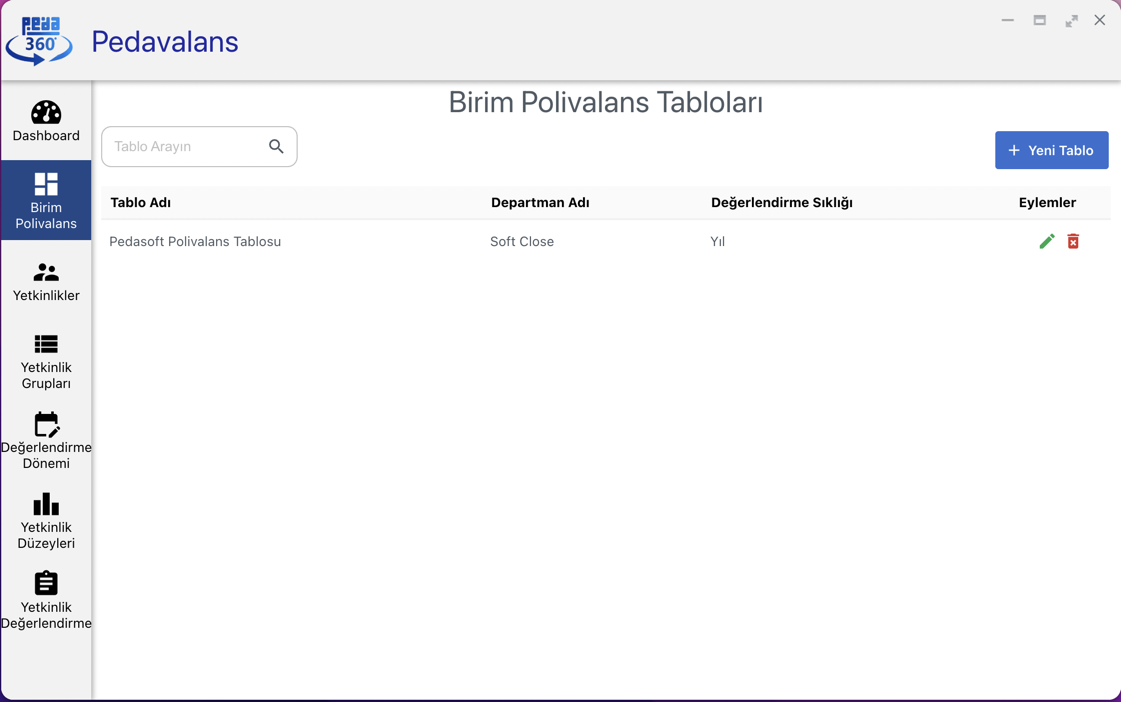 Peda
360°
Pedavalans
Dashboard
Birim
Polivalans
Yetkinlikler
Yetkinlik
Grupları
Değerlendirme
Dönemi
Yetkinlik
Düzeyleri
Yetkinlik
Değerlendirme
Birim Polivalans Tabloları
Tablo Arayın
+ Yeni Tablo
Tablo Adı Departman Adı Değerlendirme Sıklığı Eylemler
Pedasoft Polivalans Tablosu Soft Close Yıl